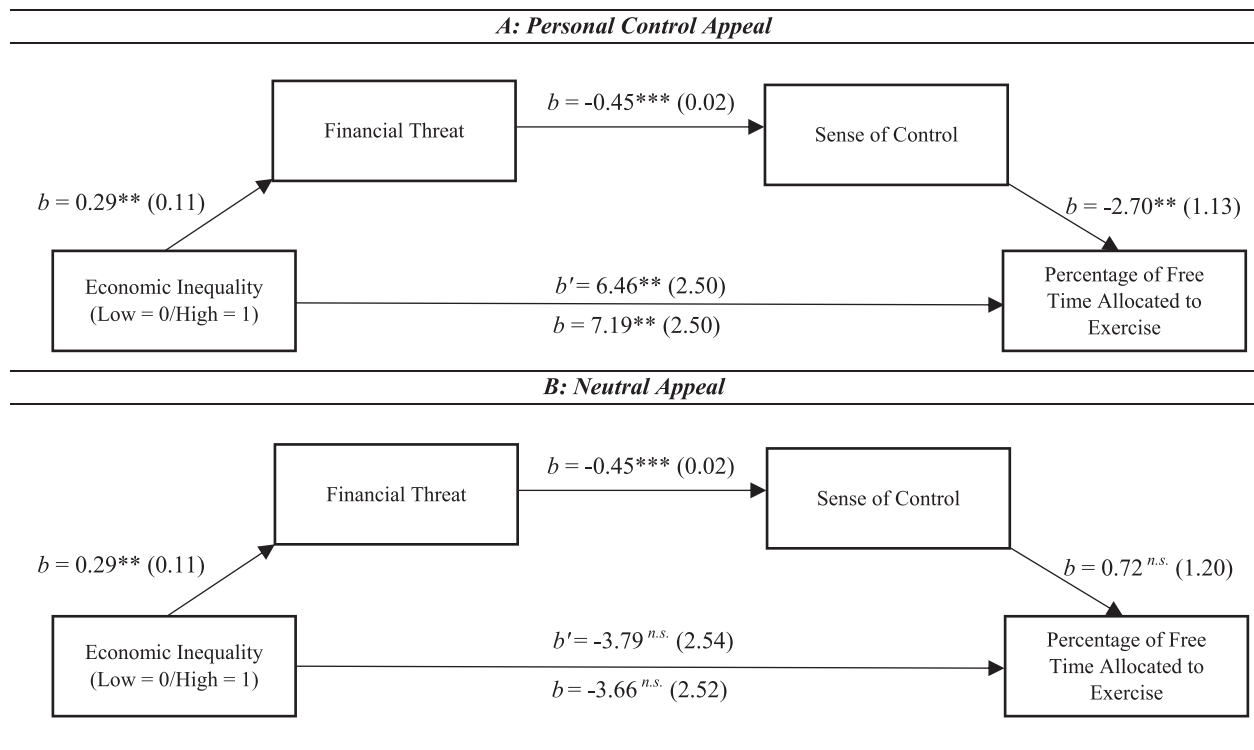 A: Personal Control Appeal
b = -0.45*** (0.02)
Financial Threat
Sense of Control
b = 0.29** (0.11)
b = -2.70** (1.13)
Economic Inequality
(Low = 0/High = 1)
b' = 6.46** (2.50)
b = 7.19** (2.50)
Percentage of Free
Time Allocated to
Exercise
B: Neutral Appeal
b = -0.45*** (0.02)
Financial Threat
Sense of Control
b = 0.29** (0.11)
b = 0.72 n.s. (1.20)
Economic Inequality
(Low = 0/High = 1)
b' = -3.79 n.s. (2.54)
b = -3.66 n.s. (2.52)
Percentage of Free
Time Allocated to
Exercise